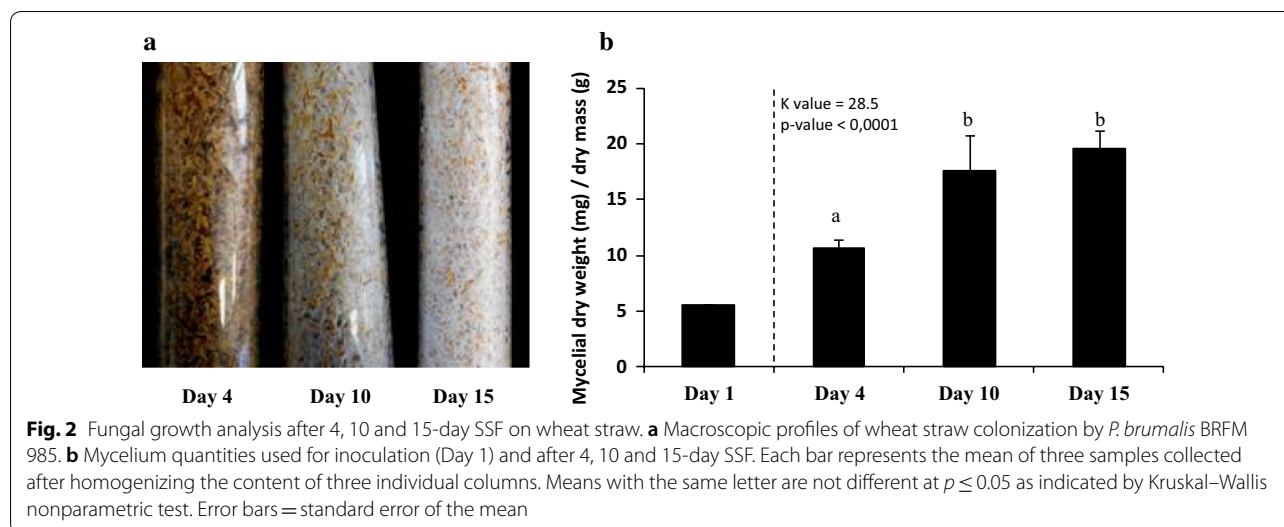 a
b
Mycelial dry weight (mg) / dry mass (g)
25
20
15
10
5
0
K value = 28.5
p-value < 0,0001
a
b
b
Day 4 Day 10 Day 15
Day 1 Day 4 Day 10 Day 15
Fig. 2 Fungal growth analysis after 4, 10 and 15-day SSF on wheat straw. a Macroscopic profiles of wheat straw colonization by P. brumalis BRFM
985. b Mycelium quantities used for inoculation (Day 1) and after 4, 10 and 15-day SSF. Each bar represents the mean of three samples collected
after homogenizing the content of three individual columns. Means with the same letter are not different at p ≤ 0.05 as indicated by Kruskal–Wallis
nonparametric test. Error bars = standard error of the mean